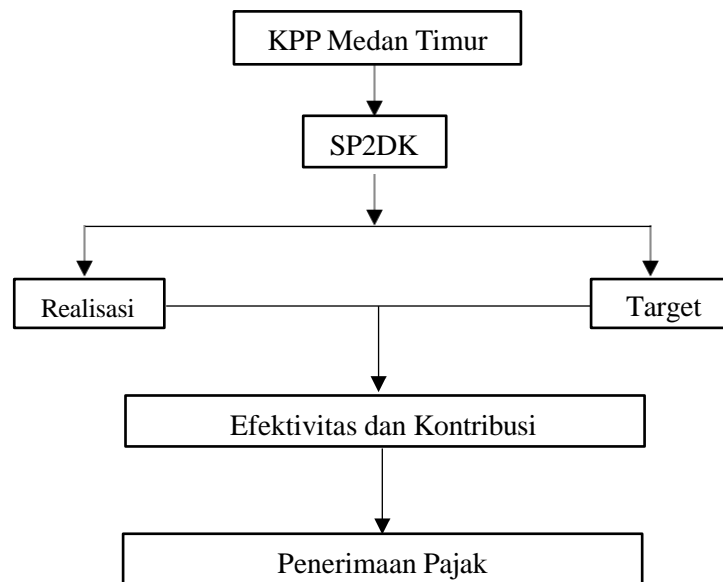 KPP Medan Timur
SP2DK
Realisasi
Target
Efektivitas dan Kontribusi
Penerimaan Pajak